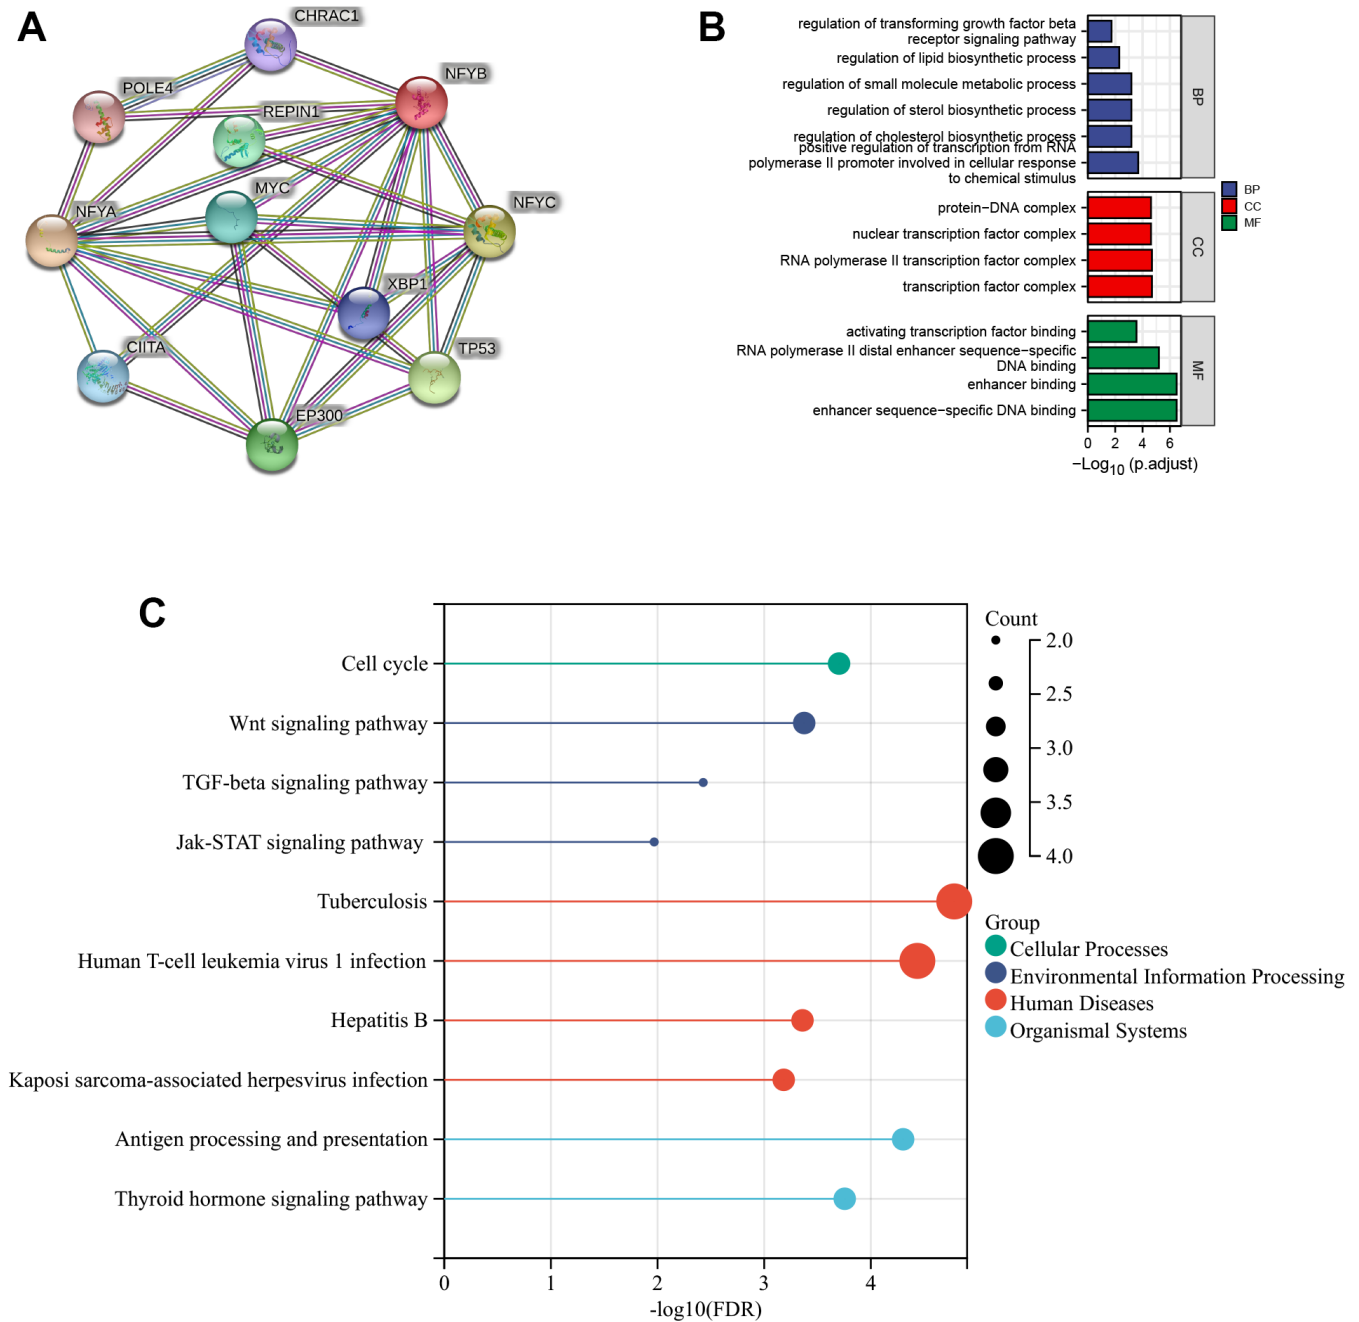 A
CHRAC1
NFYB
POLE4
REPIN1
MYC
NFYA
NFYC
XBP1
CIITA
TP53
EP300
B
regulation of transforming growth factor beta
receptor signaling pathway
regulation of lipid biosynthetic process
regulation of small molecule metabolic process
regulation of sterol biosynthetic process
regulation of cholesterol biosynthetic process
positive regulation of transcription from RNA
polymerase II promoter involved in cellular response
to chemical stimulus
BP
protein−DNA complex
nuclear transcription factor complex
RNA polymerase II transcription factor complex
transcription factor complex
CC
activating transcription factor binding
RNA polymerase II distal enhancer sequence−specific
DNA binding
enhancer binding
enhancer sequence−specific DNA binding
MF
0 2 4 6
−Log10 (p.adjust)
BP
CC
MF
C
Cell cycle
Wnt signaling pathway
TGF-beta signaling pathway
Jak-STAT signaling pathway
Tuberculosis
Human T-cell leukemia virus 1 infection
Hepatitis B
Kaposi sarcoma-associated herpesvirus infection
Antigen processing and presentation
Thyroid hormone signaling pathway
0 1 2 3 4
-log10(FDR)
Count
2.0
2.5
3.0
3.5
4.0
Group
Cellular Processes
Environmental Information Processing
Human Diseases
Organismal Systems